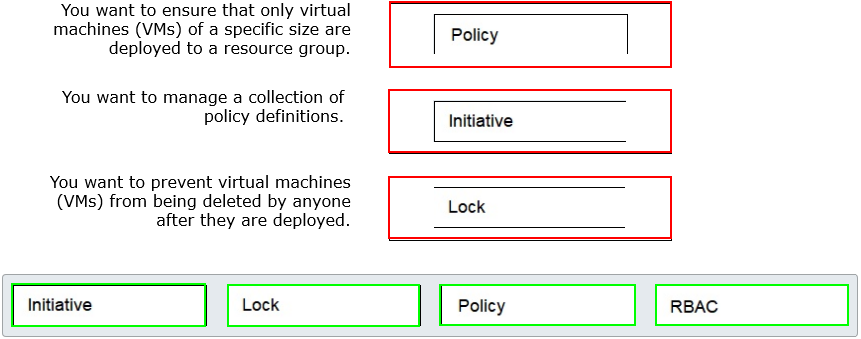 You want to ensure that only virtual
machines (VMs) of a specific size are
deployed to a resource group.
Policy
You want to manage a collection of
policy definitions.
Initiative
You want to prevent virtual machines
(VMs) from being deleted by anyone
after they are deployed.
Lock
Initiative
Lock
Policy
RBAC